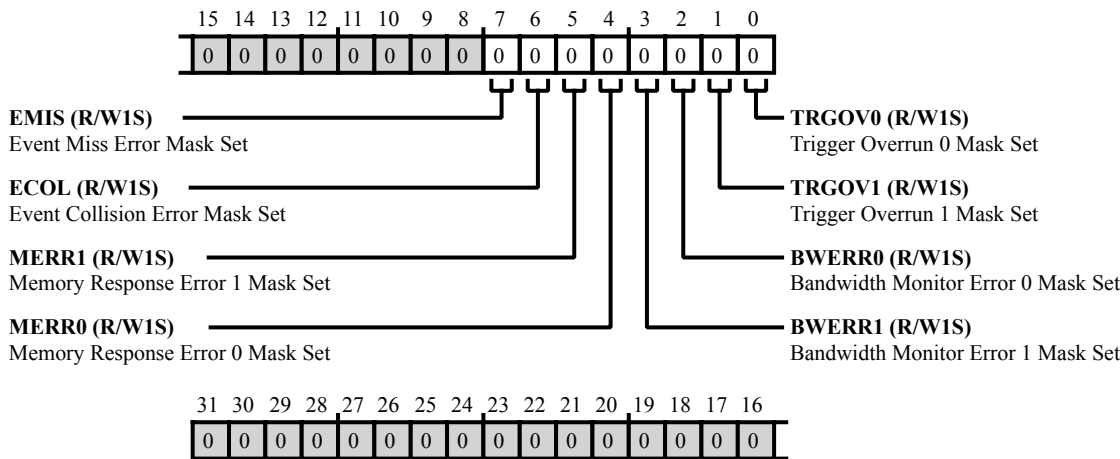 15 14 13 12 11 10 9 8 7 6 5 4 3 2 1 0
0 0 0 0 0 0 0 0 0 0 0 0 0 0 0 0
EMIS (R/W1S)
Event Miss Error Mask Set
ECOL (R/W1S)
Event Collision Error Mask Set
MERR1 (R/W1S)
Memory Response Error 1 Mask Set
MERR0 (R/W1S)
Memory Response Error 0 Mask Set
TRGOV0 (R/W1S)
Trigger Overrun 0 Mask Set
TRGOV1 (R/W1S)
Trigger Overrun 1 Mask Set
BWERR0 (R/W1S)
Bandwidth Monitor Error 0 Mask Set
BWERR1 (R/W1S)
Bandwidth Monitor Error 1 Mask Set
31 30 29 28 27 26 25 24 23 22 21 20 19 18 17 16
0 0 0 0 0 0 0 0 0 0 0 0 0 0 0 0